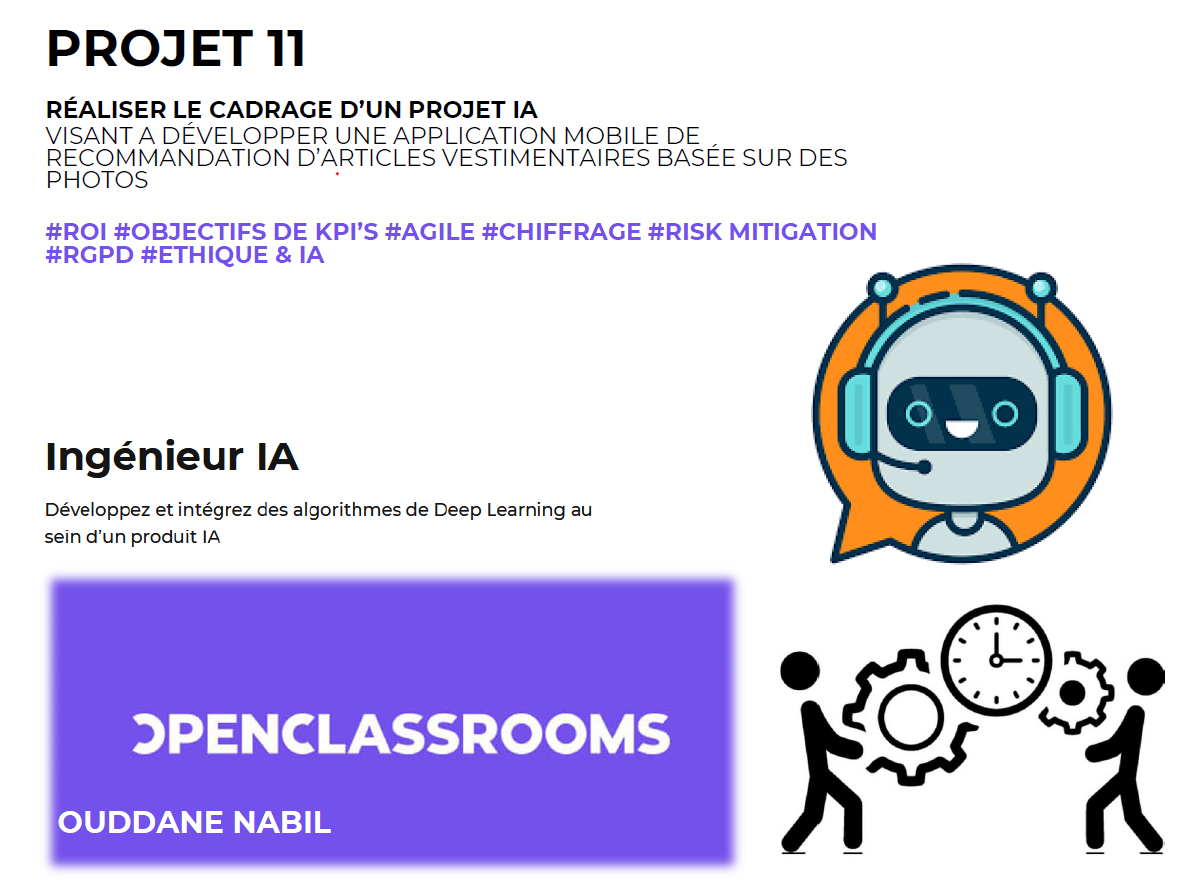 PROJET 11
RÉALISER LE CADRAGE D’UN PROJET IA
VISANT A DÉVELOPPER UNE APPLICATION MOBILE DE
RECOMMANDATION D’ARTICLES VESTIMENTAIRES BASÉE SUR DES
PHOTOS
#ROI #OBJECTIFS DE KPI’S #AGILE #CHIFFRAGE #RISK MITIGATION
#RGPD #ETHIQUE & IA
Ingénieur IA
Développez et intégrez des algorithmes de Deep Learning au
sein d’un produit IA
OPENCLASSROOMS
OUDDANE NABIL